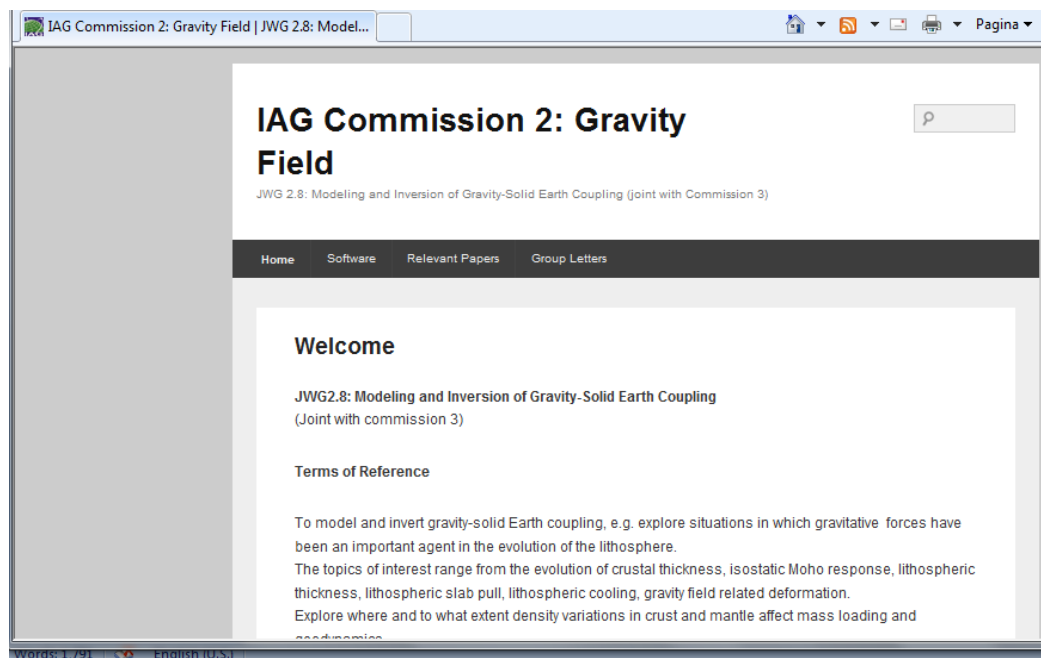 IAG Commission 2: Gravity Field | JWG 2.8: Model...
Pagina
IAG Commission 2: Gravity
Field
JWG 2.8: Modeling and Inversion of Gravity-Solid Earth Coupling (joint with Commission 3)
Home Software Relevant Papers Group Letters
Welcome
JWG2.8: Modeling and Inversion of Gravity-Solid Earth Coupling
(Joint with commission 3)
Terms of Reference
To model and invert gravity-solid Earth coupling, e.g. explore situations in which gravitative forces have
been an important agent in the evolution of the lithosphere.
The topics of interest range from the evolution of crustal thickness, isostatic Moho response, lithospheric
thickness, lithospheric slab pull, lithospheric cooling, gravity field related deformation.
Explore where and to what extent density variations in crust and mantle affect mass loading and
geodynamics
Words: 1 791 English (U.S.)